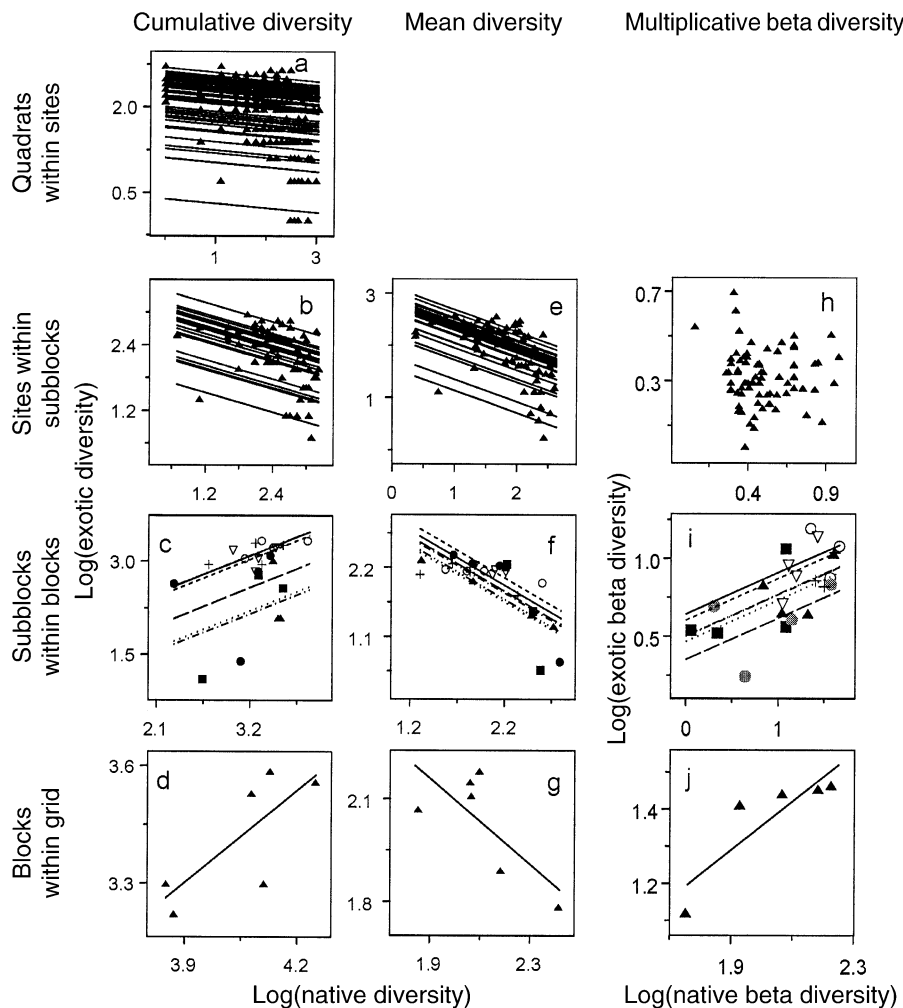 Cumulative diversity Mean diversity Multiplicative beta diversity
Quadrats
within sites
a
2.0
0.5
1 3
Sites within
subblocks
b
2.4
1.2
1.2 2.4
e
3
1
0 1 2
h
0.7
0.3
0.4 0.9
Log(exotic diversity)
Log(exotic beta diversity)
Subblocks
within blocks
c
3.0
1.5
2.1 3.2
f
2.2
1.1
1.2 2.2
i
1.0
0.5
0 1
Blocks
within grid
d
3.6
3.3
3.9 4.2
g
2.1
1.8
1.9 2.3
j
1.4
1.2
1.9 2.3
Log(native diversity) Log(native beta diversity)